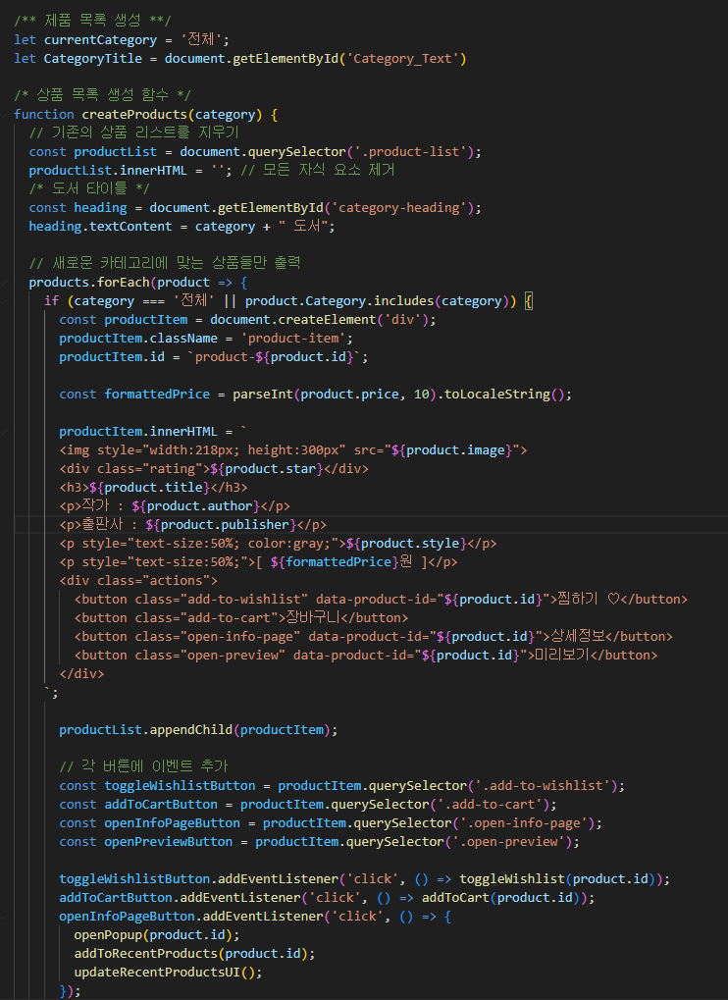 /** 제품 목록 생성 **/
let currentCategory = '전체';
let CategoryTitle = document.getElementById('Category_Text')

/* 상품 목록 생성 함수 */
function createProducts(category) {
  // 기존의 상품 리스트를 지우기
  const productList = document.querySelector('.product-list');
  productList.innerHTML = ''; // 모든 자식 요소 제거
  /* 도서 타이틀 */
  const heading = document.getElementById('category-heading');
  heading.textContent = category + " 도서";

  // 새로운 카테고리에 맞는 상품들만 출력
  products.forEach(product => {
    if (category === '전체' || product.Category.includes(category)) {
      const productItem = document.createElement('div');
      productItem.className = 'product-item';
      productItem.id = `product-${product.id}`;

      const formattedPrice = parseInt(product.price, 10).toLocaleString();

      productItem.innerHTML = `
      <img style="width:218px; height:300px" src="${product.image}">
      <div class="rating">${product.star}</div>
      <h3>${product.title}</h3>
      <p>작가 : ${product.author}</p>
      <p>출판사 : ${product.publisher}</p>
      <p style="text-size:50%; color:gray;">${product.style}</p>
      <p style="text-size:50%;">[ ${formattedPrice}원 ]</p>
      <div class="actions">
        <button class="add-to-wishlist" data-product-id="${product.id}">찜하기 ♡</button>
        <button class="add-to-cart">장바구니</button>
        <button class="open-info-page" data-product-id="${product.id}">상세정보</button>
        <button class="open-preview" data-product-id="${product.id}">미리보기</button>
      </div>
    `;

      productList.appendChild(productItem);

      // 각 버튼에 이벤트 추가
      const toggleWishlistButton = productItem.querySelector('.add-to-wishlist');
      const addToCartButton = productItem.querySelector('.add-to-cart');
      const openInfoPageButton = productItem.querySelector('.open-info-page');
      const openPreviewButton = productItem.querySelector('.open-preview');

      toggleWishlistButton.addEventListener('click', () => toggleWishlist(product.id));
      addToCartButton.addEventListener('click', () => addToCart(product.id));
      openInfoPageButton.addEventListener('click', () => {
        openPopup(product.id);
        addToRecentProducts(product.id);
        updateRecentProductsUI();
      });